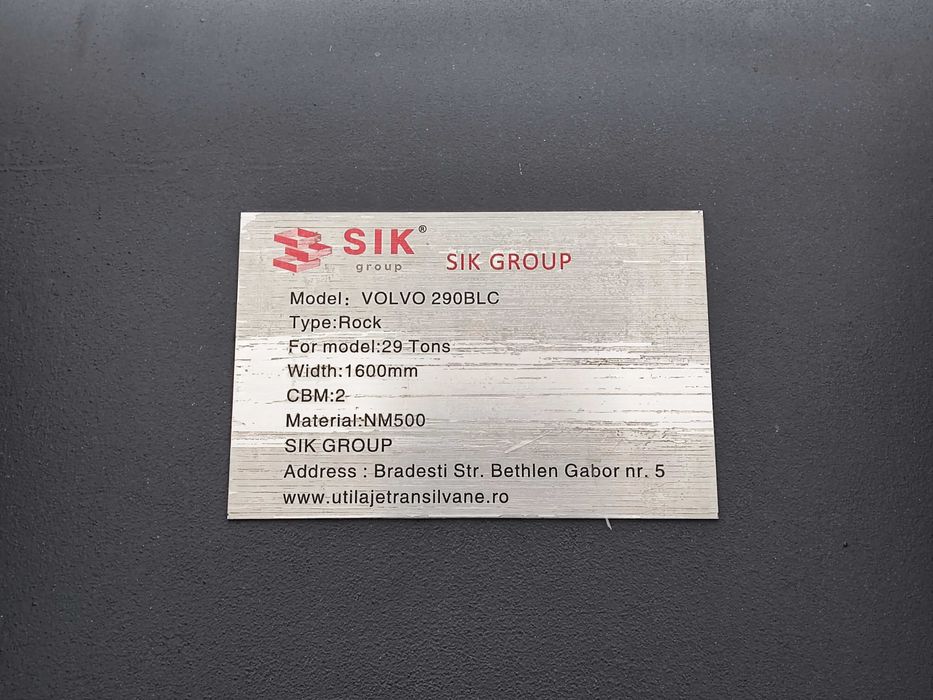 SIK®
group
SIK GROUP
Model: VOLVO 290BLC
Type:Rock
For model:29 Tons
Width:1600mm
CBM:2
Material:NM500
SIK GROUP
Address : Bradesti Str. Bethlen Gabor nr. 5
www.utilajetransilvane.ro